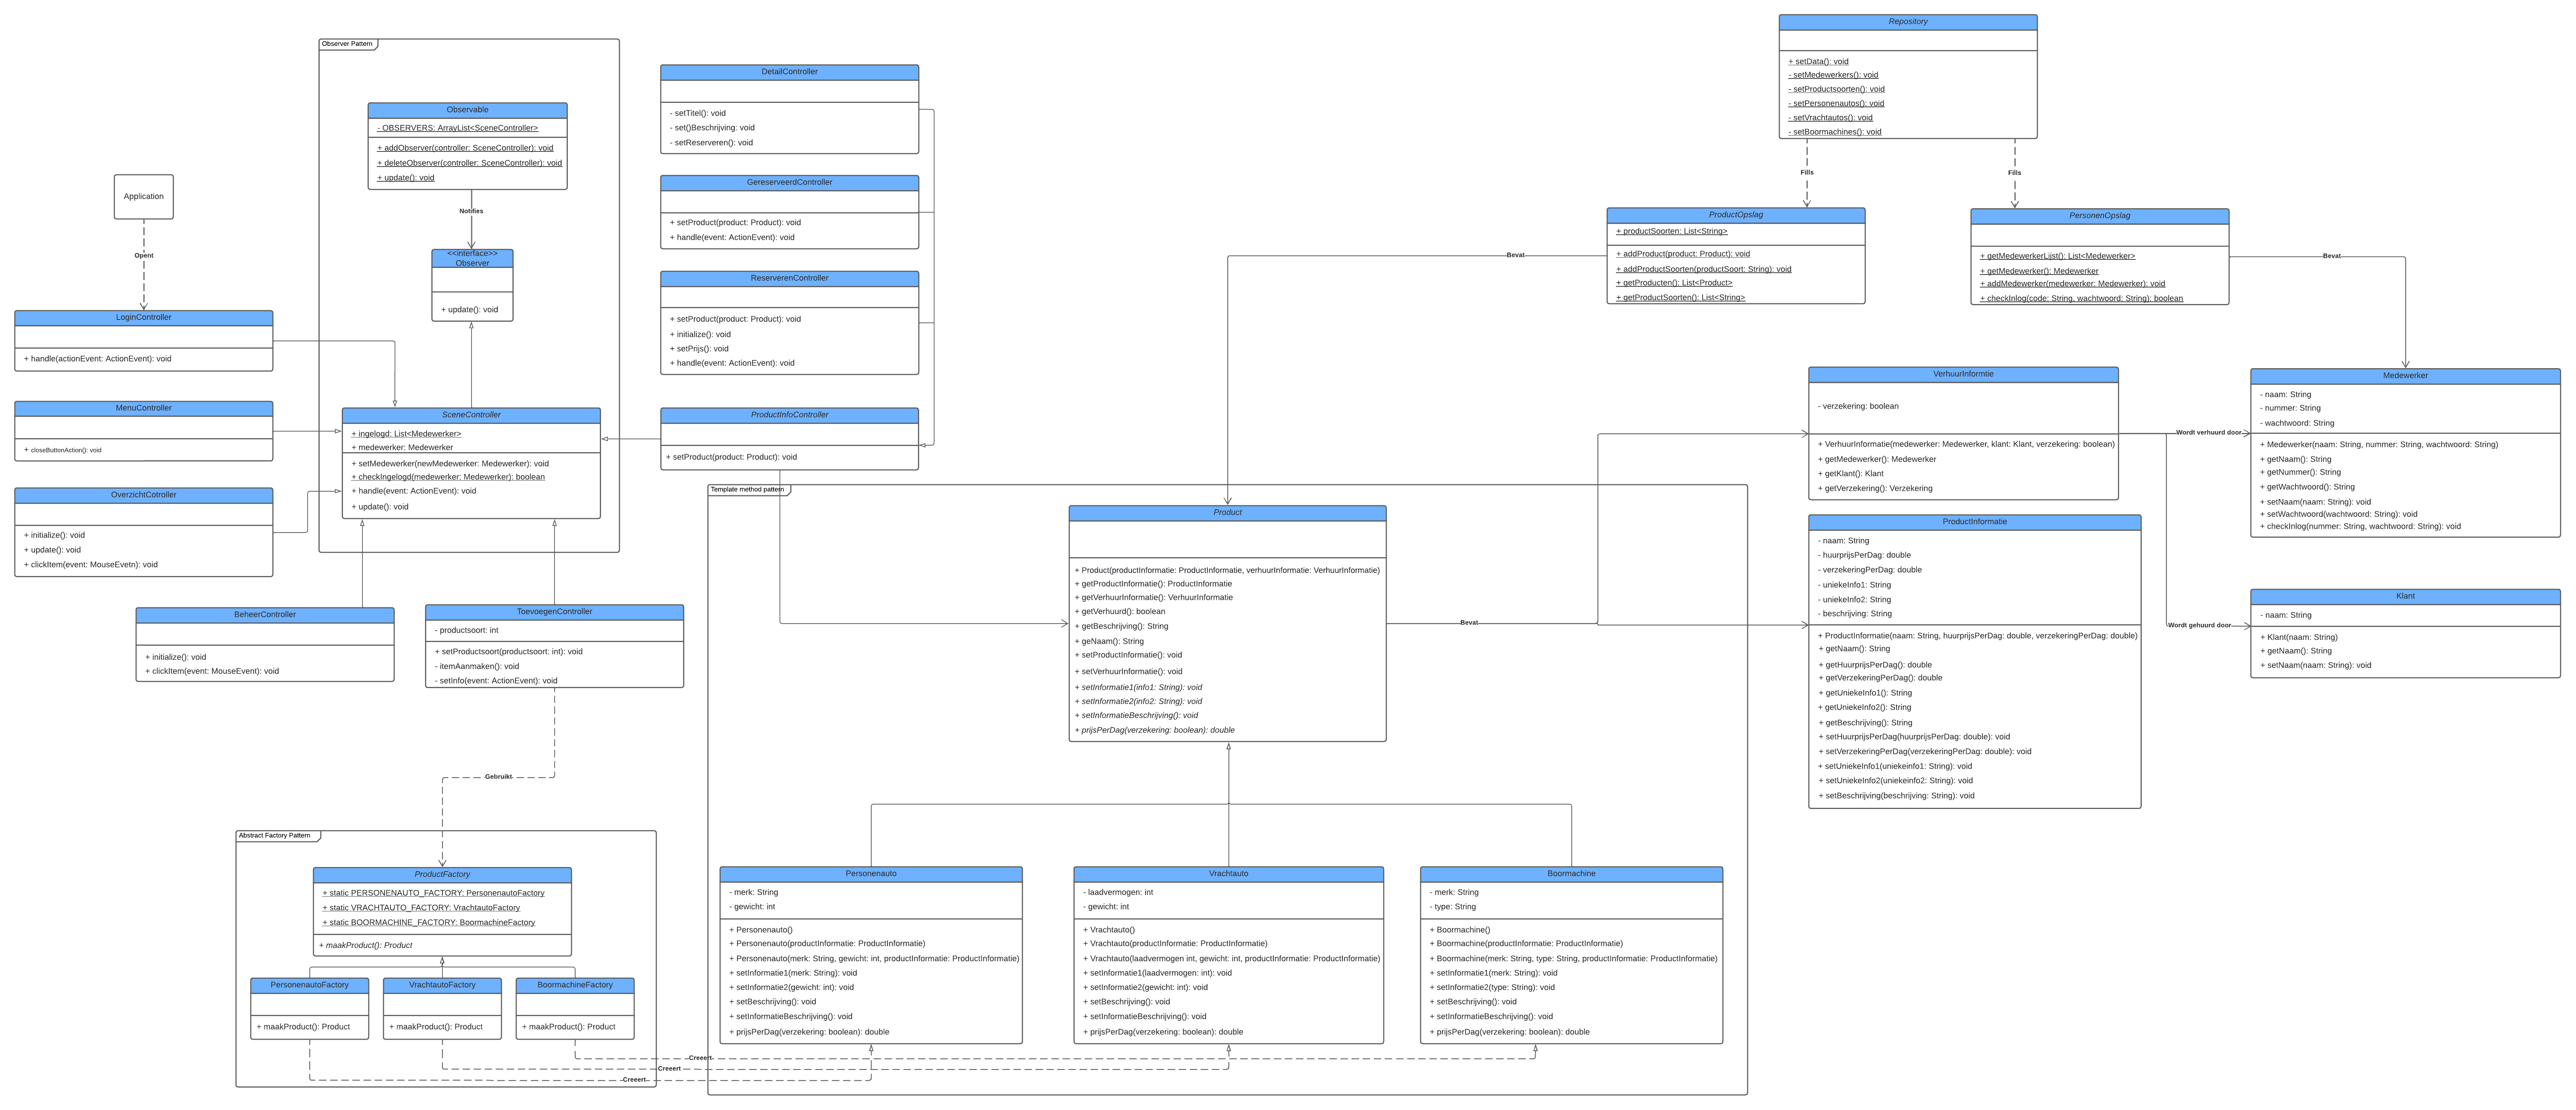 Observer Pattern
Observable
- OBSERVERS: ArrayList<SceneController>
+ addObserver(controller: SceneController): void
+ deleteObserver(controller: SceneController): void
+ update(): void
Notifies
<<interface>>
Observer
+ update(): void
Application
Opent
LoginController
+ handle(actionEvent: ActionEvent): void
MenuController
+ closeButtonAction(): void
OverzichtCotroller
+ initialize(): void
+ update(): void
+ clickItem(event: MouseEvetn): void
SceneController
+ ingelogd: List<Medewerker>
+ medewerker: Medewerker
+ setMedewerker(newMedewerker: Medewerker): void
+ checkIngelogd(medewerker: Medewerker): boolean
+ handle(event: ActionEvent): void
+ update(): void
BeheerController
+ initialize(): void
+ clickItem(event: MouseEvent): void
ToevoegenController
- productsoort: int
+ setProductsoort(productsoort: int): void
- itemAanmaken(): void
- setInfo(event: ActionEvent): void
Gebruikt
DetailController
- setTitel(): void
- set()Beschrijving: void
- setReserveren(): void
GereserveerdController
+ setProduct(product: Product): void
+ handle(event: ActionEvent): void
ReserverenController
+ setProduct(product: Product): void
+ initialize(): void
+ setPrijs(): void
+ handle(event: ActionEvent): void
ProductInfoController
+ setProduct(product: Product): void
Abstract Factory Pattern
ProductFactory
+ static PERSONENAUTO_FACTORY: PersonenautoFactory
+ static VRACHTAUTO_FACTORY: VrachtautoFactory
+ static BOORMACHINE_FACTORY: BoormachineFactory
+ maakProduct(): Product
PersonenautoFactory
+ maakProduct(): Product
VrachtautoFactory
+ maakProduct(): Product
BoormachineFactory
+ maakProduct(): Product
Creeert
Creeert
Creeert
Template method pattern
Product
+ Product(productInformatie: ProductInformatie, verhuurInformatie: VerhuurInformatie)
+ getProductInformatie(): ProductInformatie
+ getVerhuurInformatie(): VerhuurInformatie
+ getVerhuurd(): boolean
+ getBeschrijving(): String
+ geNaam(): String
+ setProductInformatie(): void
+ setVerhuurInformatie(): void
+ setInformatie1(info1: String): void
+ setInformatie2(info2: String): void
+ setInformatieBeschrijving(): void
+ prijsPerDag(verzekering: boolean): double
Personenauto
- merk: String
- gewicht: int
+ Personenauto()
+ Personenauto(productInformatie: ProductInformatie)
+ Personenauto(merk: String, gewicht: int, productInformatie: ProductInformatie)
+ setInformatie1(merk: String): void
+ setInformatie2(gewicht: int): void
+ setBeschrijving(): void
+ setInformatieBeschrijving(): void
+ prijsPerDag(verzekering: boolean): double
Vrachtauto
- laadvermogen: int
- gewicht: int
+ Vrachtauto()
+ Vrachtauto(productInformatie: ProductInformatie)
+ Vrachtauto(laadvermogen int, gewicht: int, productInformatie: ProductInformatie)
+ setInformatie1(laadvermogen: int): void
+ setInformatie2(gewicht: int): void
+ setBeschrijving(): void
+ setInformatieBeschrijving(): void
+ prijsPerDag(verzekering: boolean): double
Boormachine
- merk: String
- type: String
+ Boormachine()
+ Boormachine(productInformatie: ProductInformatie)
+ Boormachine(merk: String, type: String, productInformatie: ProductInformatie)
+ setInformatie1(merk: String): void
+ setInformatie2(type: String): void
+ setBeschrijving(): void
+ setInformatieBeschrijving(): void
+ prijsPerDag(verzekering: boolean): double
Repository
+ setData(): void
- setMedewerkers(): void
- setProductsoorten(): void
- setPersonenautos(): void
- setVrachtautos(): void
- setBoormachines(): void
Fills
Fills
ProductOpslag
+ productSoorten: List<String>
+ addProduct(product: Product): void
+ addProductSoorten(productSoort: String): void
+ getProducten(): List<Product>
+ getProductSoorten(): List<String>
Bevat
PersonenOpslag
+ getMedewerkerLijst(): List<Medewerker>
+ getMedewerker(): Medewerker
+ addMedewerker(medewerker: Medewerker): void
+ checkInlog(code: String, wachtwoord: String): boolean
Bevat
Bevat
VerhuurInformtie
- verzekering: boolean
+ VerhuurInformatie(medewerker: Medewerker, klant: Klant, verzekering: boolean)
+ getMedewerker(): Medewerker
+ getKlant(): Klant
+ getVerzekering(): Verzekering
Wordt verhuurd door
Wordt gehuurd door
ProductInformatie
- naam: String
- huurprijsPerDag: double
- verzekeringPerDag: double
- uniekeInfo1: String
- uniekeInfo2: String
- beschrijving: String
+ ProductInformatie(naam: String, huurprijsPerDag: double, verzekeringPerDag: double)
+ getNaam(): String
+ getHuurprijsPerDag(): double
+ getVerzekeringPerDag(): double
+ getUniekeInfo1(): String
+ getUniekeInfo2(): String
+ getBeschrijving(): String
+ setHuurprijsPerDag(huurprijsPerDag: double): void
+ setVerzekeringPerDag(verzekeringPerDag: double): void
+ setUniekeInfo1(uniekeinfo1: String): void
+ setUniekeInfo2(uniekeinfo2: String): void
+ setBeschrijving(beschrijving: String): void
Medewerker
- naam: String
- nummer: String
- wachtwoord: String
+ Medewerker(naam: String, nummer: String, wachtwoord: String)
+ getNaam(): String
+ getNummer(): String
+ getWachtwoord(): String
+ setNaam(naam: String): void
+ setWachtwoord(wachtwoord: String): void
+ checkInlog(nummer: String, wachtwoord: String): void
Klant
- naam: String
+ Klant(naam: String)
+ getNaam(): String
+ setNaam(naam: String): void